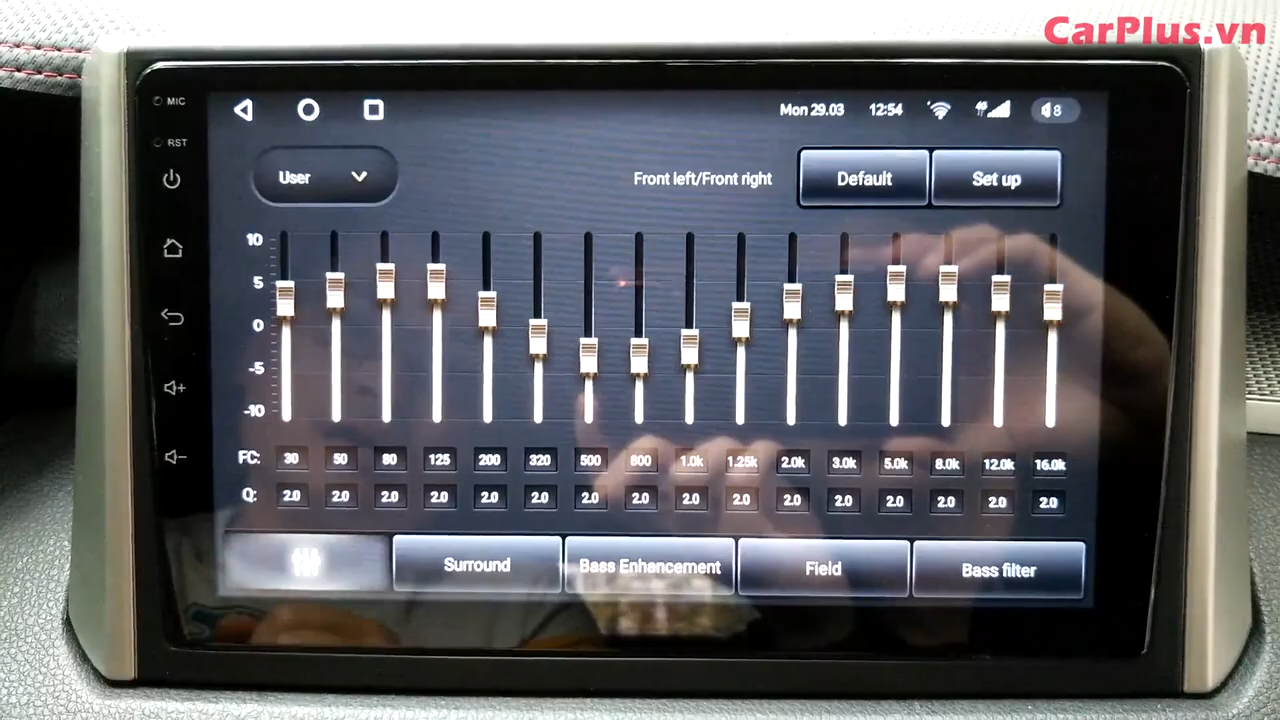 CarPlus.vn
MIC
RST
Mon 29.03 12:54 4G 8
User Front left/Front right Default Set up
10
5
0
-5
-10
FC: 30 50 80 125 200 320 500 800 1.0k 1.25k 2.0k 3.0k 5.0k 8.0k 12.0k 16.0k
Q: 2.0 2.0 2.0 2.0 2.0 2.0 2.0 2.0 2.0 2.0 2.0 2.0 2.0 2.0 2.0 2.0
Surround Bass Enhancement Field Bass filter